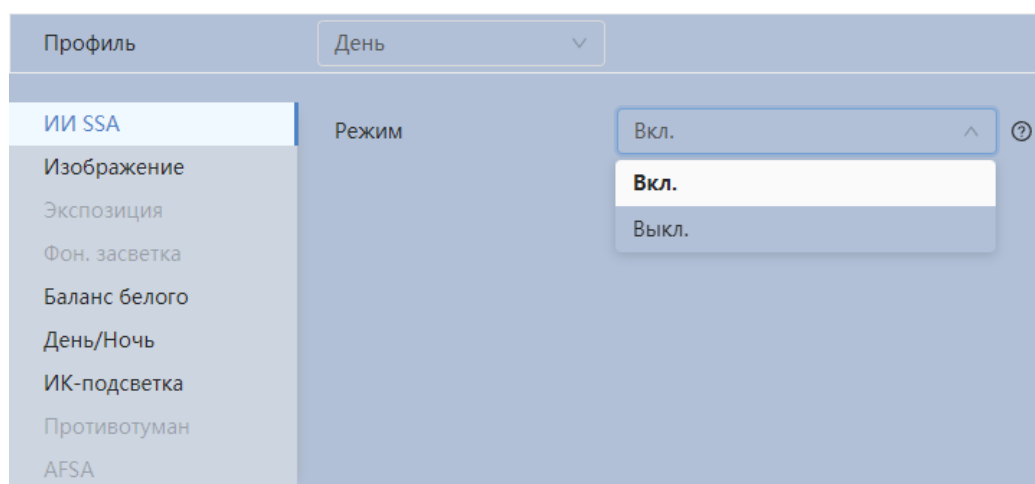 Профиль
День
ИИ SSA
Изображение
Экспозиция
Фон. засветка
Баланс белого
День/Ночь
ИК-подсветка
Противотуман
AFSA
Режим
Вкл.
Вкл.
Выкл.